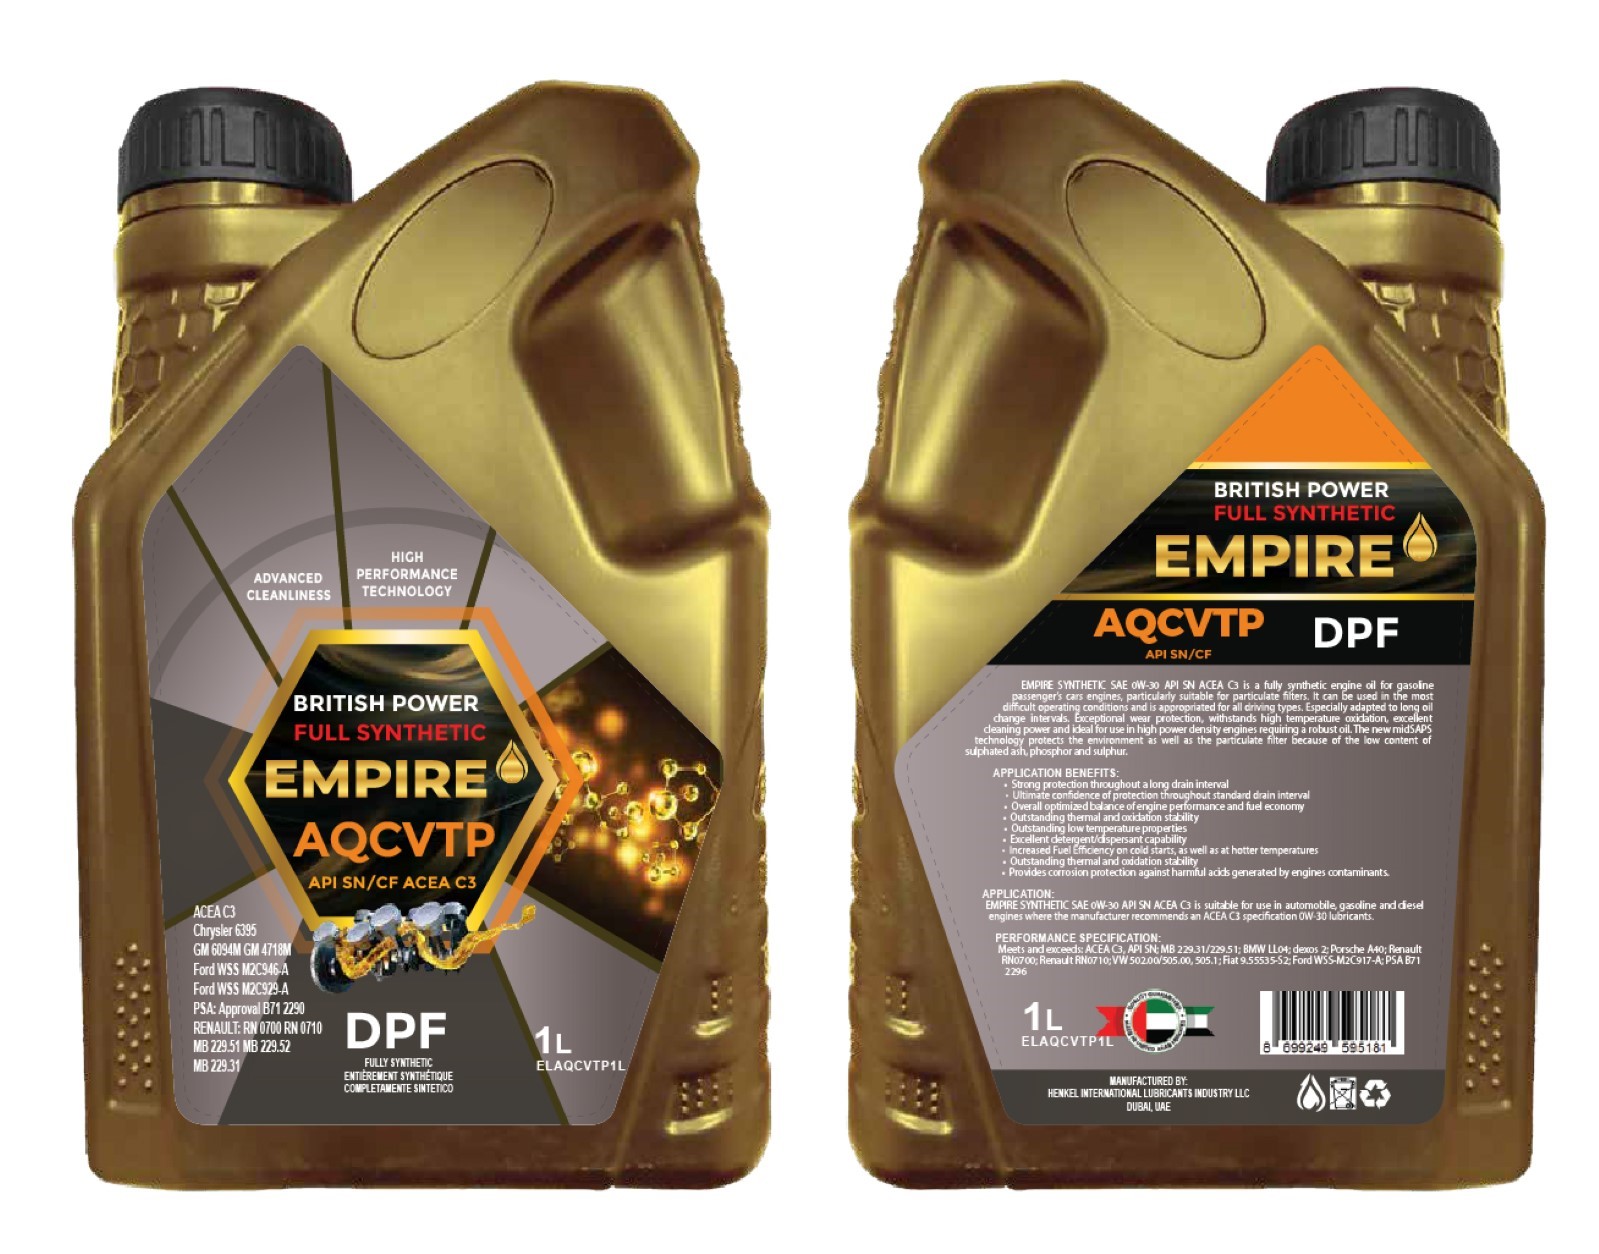 ADVANCED
CLEANLINESS
HIGH
PERFORMANCE
TECHNOLOGY
BRITISH POWER
FULL SYNTHETIC
EMPIRE
AQCVTP
API SN/CF ACEA C3
ACEA C3
Chrysler 6395
GM 6094M GM 4718M
Ford WSS M2C946-A
Ford WSS M2C929-A
PSA: Approval B71 2290
RENAULT: RN 0700 RN 0710
MB 229.51 MB 229.52
MB 229.31
DPF
FULLY SYNTHETIC
ENTIÈREMENT SYNTHÉTIQUE
COMPLETAMENTE SINTETICO
1L
ELAQCVTP1L
BRITISH POWER
FULL SYNTHETIC
EMPIRE
AQCVTP
API SN/CF
DPF
EMPIRE SYNTHETIC SAE 0W-30 API SN ACEA C3 is a fully synthetic engine oil for gasoline
passenger's cars engines, particularly suitable for particulate filters. It can be used in the most
difficult operating conditions and is appropriated for all driving types. Especially adapted to long oil
change intervals. Exceptional wear protection, withstands high temperature oxidation, excellent
cleaning power and ideal for use in high power density engines requiring a robust oil. The new midSAPS
technology protects the environment as well as the particulate filter because of the low content of
sulphated ash, phosphor and sulphur.
APPLICATION BENEFITS:
• Strong protection throughout a long drain interval
• Ultimate confidence of protection throughout standard drain interval
• Overall optimized balance of engine performance and fuel economy
• Outstanding thermal and oxidation stability
• Outstanding low temperature properties
• Excellent detergent/dispersant capability
• Increased Fuel Efficiency on cold starts, as well as at hotter temperatures
• Outstanding thermal and oxidation stability
• Provides corrosion protection against harmful acids generated by engines contaminants.
APPLICATION:
EMPIRE SYNTHETIC SAE 0W-30 API SN ACEA C3 is suitable for use in automobile, gasoline and diesel
engines where the manufacturer recommends an ACEA C3 specification 0W-30 lubricants.
PERFORMANCE SPECIFICATION:
Meets and exceeds: ACEA C3, API SN; MB 229.31/229.51; BMW LL04; dexos 2; Porsche A40; Renault
RN0700; Renault RN0710; VW 502.00/505.00, 505.1; Fiat 9.55535-S2; Ford WSS-M2C917-A; PSA B71
2296
1L
ELAQCVTP1L
8 699249 595181
MANUFACTURED BY:
HENKEL INTERNATIONAL LUBRICANTS INDUSTRY LLC
DUBAI, UAE